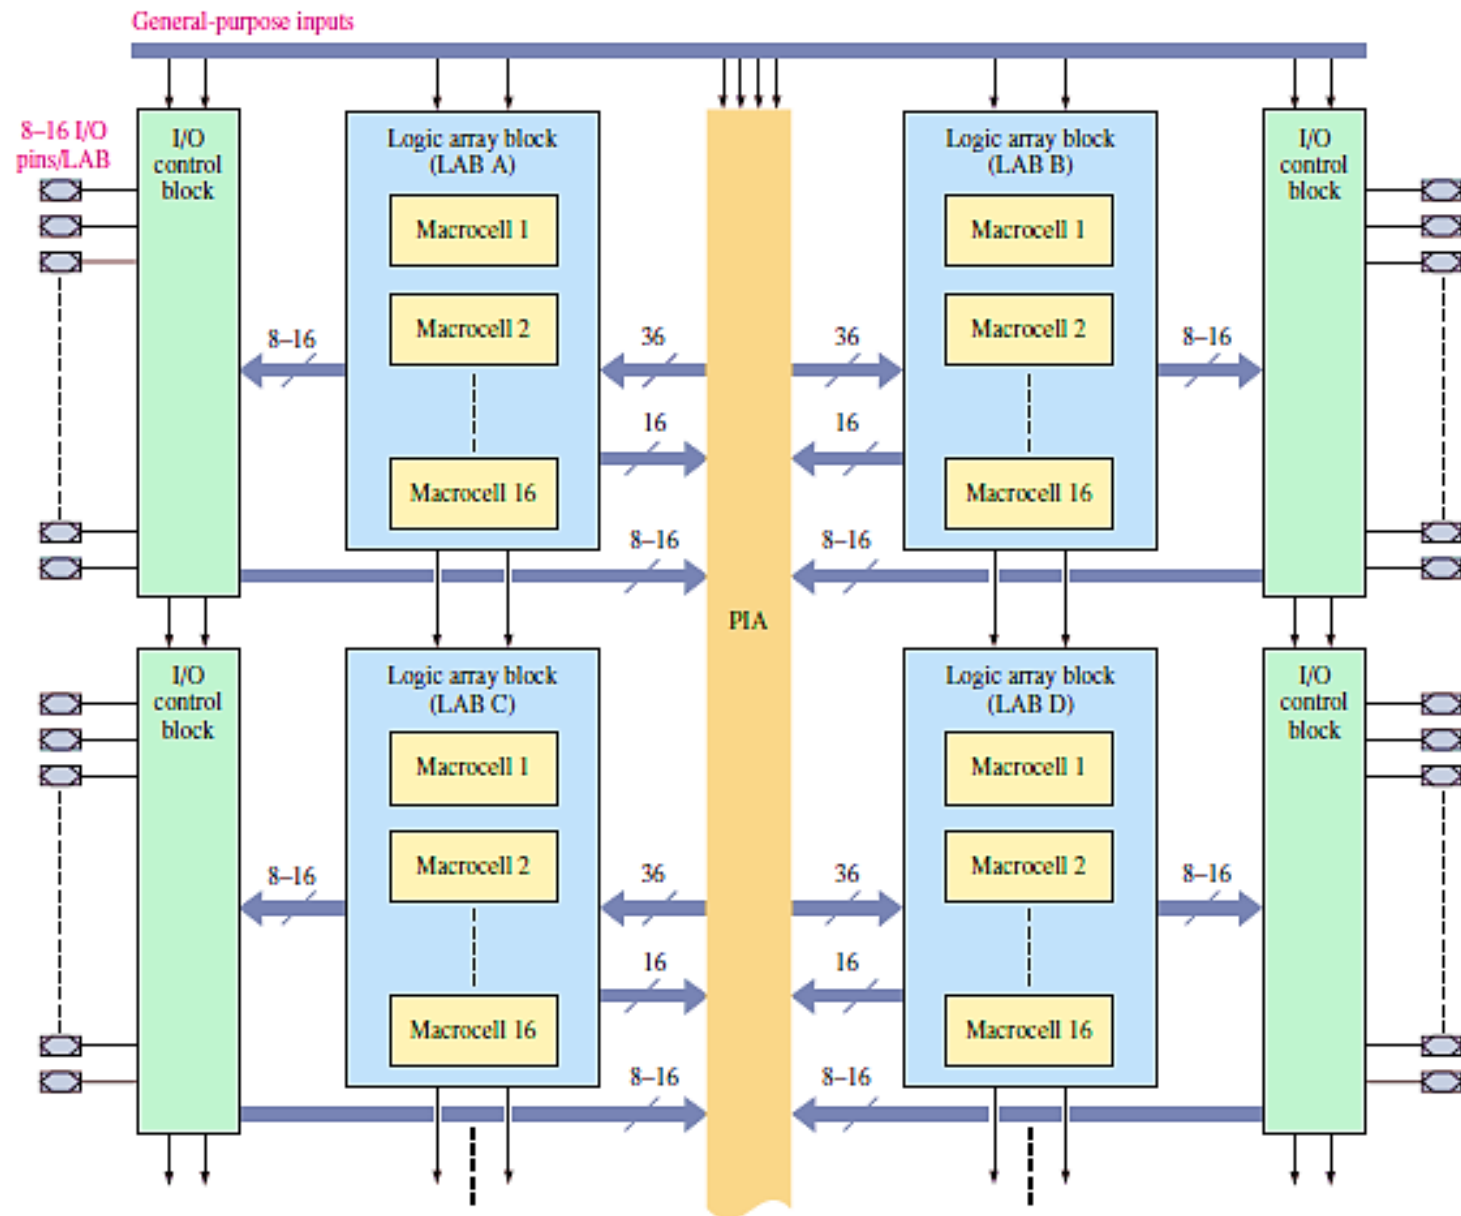 General-purpose inputs
8–16 I/O
pins/LAB
I/O
control
block
Logic array block
(LAB A)
Macrocell 1
Macrocell 2
Macrocell 16
8–16
36
16
8–16
PIA
Logic array block
(LAB B)
Macrocell 1
Macrocell 2
Macrocell 16
36
16
8–16
8–16
I/O
control
block
I/O
control
block
Logic array block
(LAB C)
Macrocell 1
Macrocell 2
Macrocell 16
8–16
36
16
8–16
Logic array block
(LAB D)
Macrocell 1
Macrocell 2
Macrocell 16
36
16
8–16
8–16
I/O
control
block